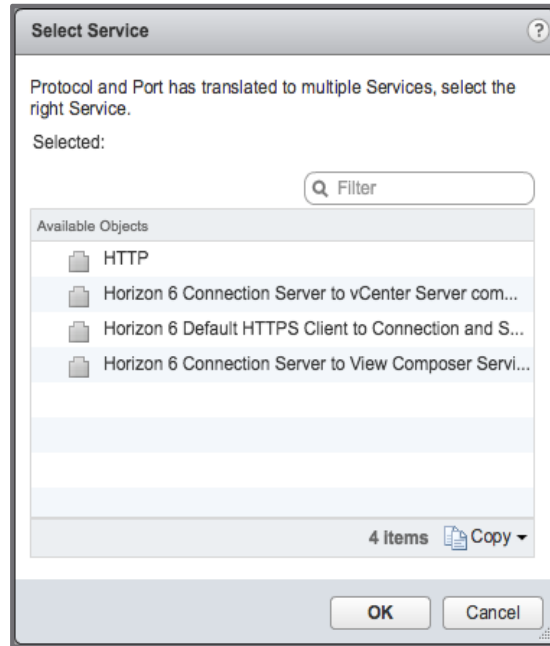 Select Service
?
Protocol and Port has translated to multiple Services, select the
right Service.
Selected:
Filter
Available Objects
HTTP
Horizon 6 Connection Server to vCenter Server com...
Horizon 6 Default HTTPS Client to Connection and S...
Horizon 6 Connection Server to View Composer Servi...
4 items Copy
OK Cancel